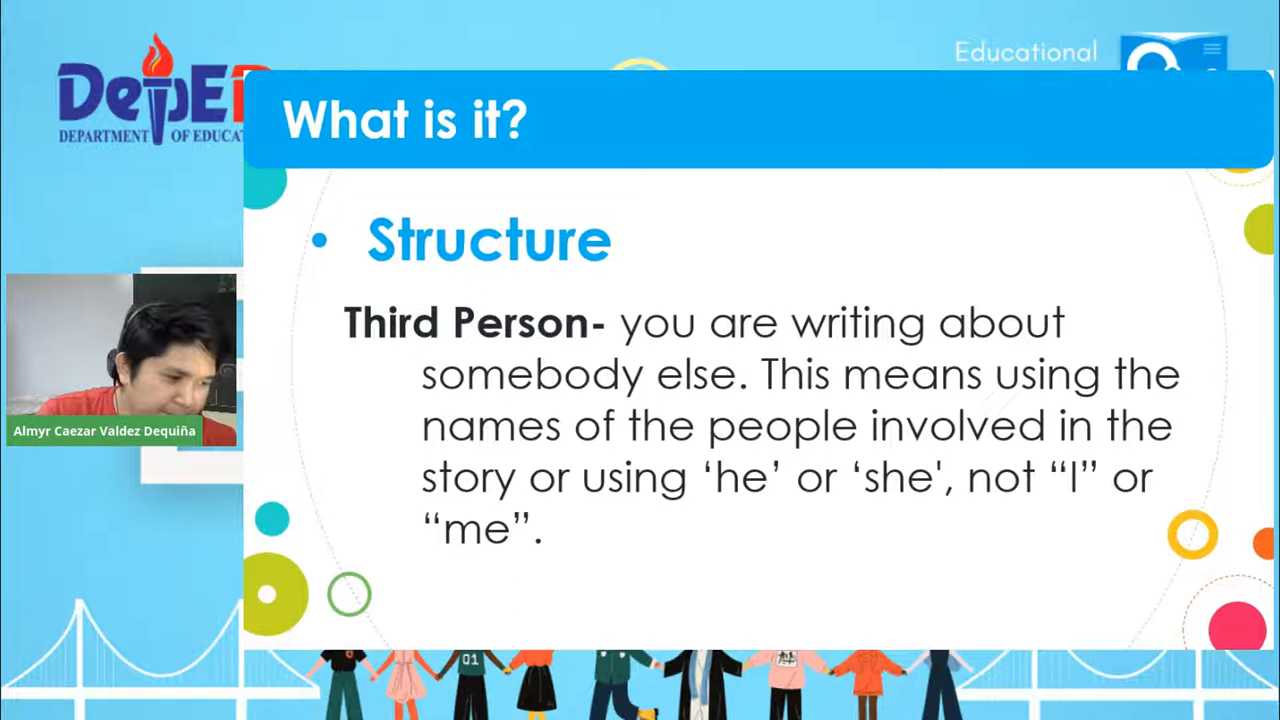 Educational
DepE
DEPARTMENT OF EDUCAT
What is it?
• Structure
Third Person- you are writing about
somebody else. This means using the
names of the people involved in the
story or using ‘he’ or ‘she', not “I” or
“me”.
Almyr Caezar Valdez Dequiña
01